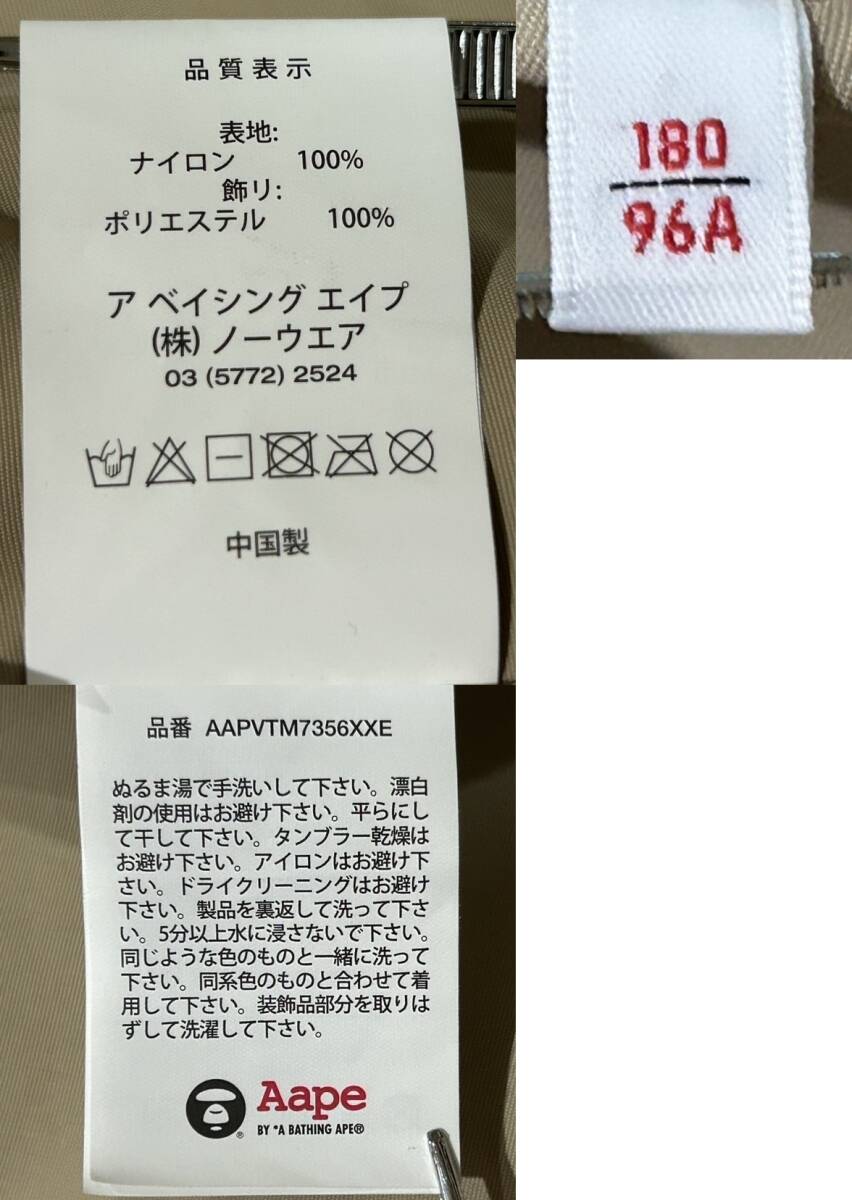 品質表示
表地:
ナイロン 100%
飾リ:
ポリエステル 100%
ア ベイシング エイプ
(株) ノーウエア
03 (5772) 2524
中国製
180
96A
品番 AAPVTM7356XXE
ぬるま湯で手洗いして下さい。漂白
剤の使用はお避け下さい。平らにし
て干して下さい。タンブラー乾燥は
お避け下さい。アイロンはお避け下
さい。ドライクリーニングはお避け
下さい。製品を裏返して洗って下さ
い。5分以上水に浸さないで下さい。
同じような色のものと一緒に洗って
下さい。同系色のものと合わせて着
用して下さい。装飾品部分を取りは
ずして洗濯して下さい。
Aape
BY *A BATHING APE®